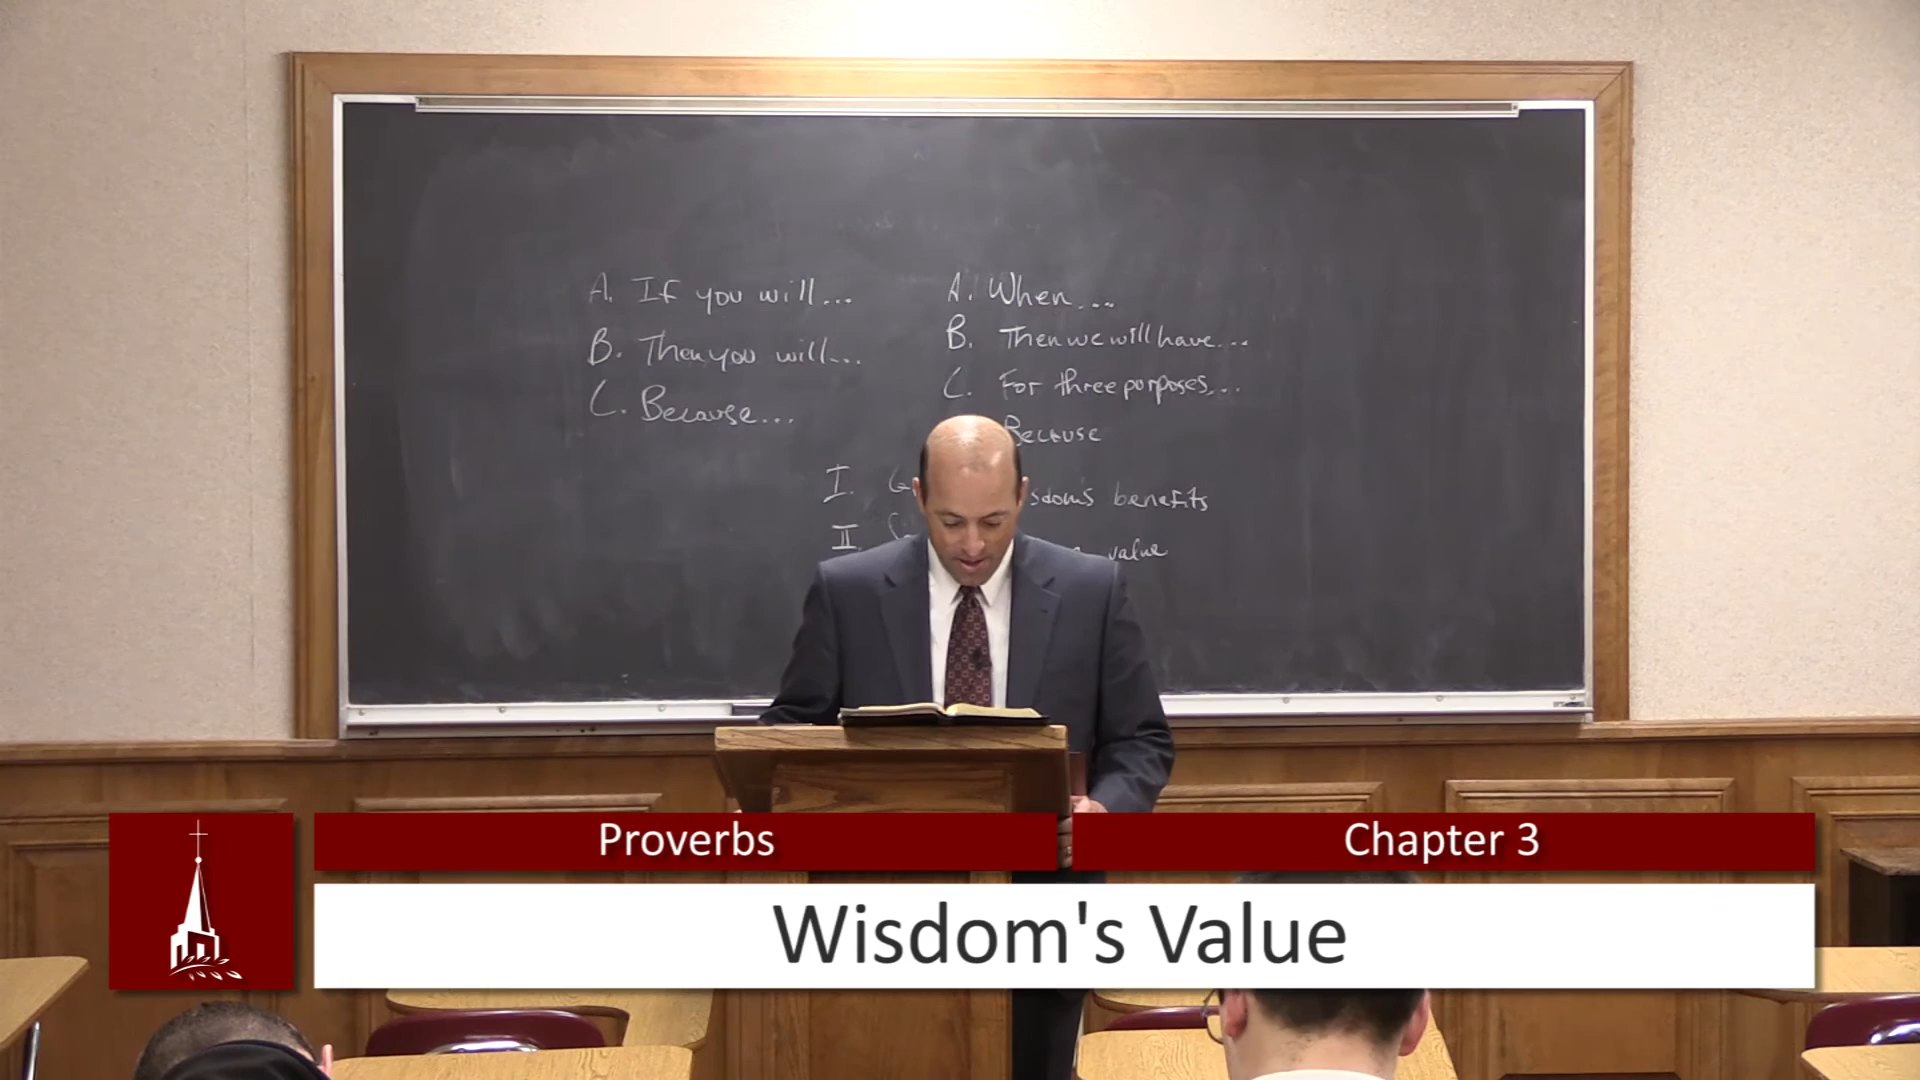 A. If you will...
B. Then you will...
C. Because...
A. When...
B. Then we will have...
C. For three purposes...
Because
I. benefits
II. value
Proverbs
Chapter 3
Wisdom's Value